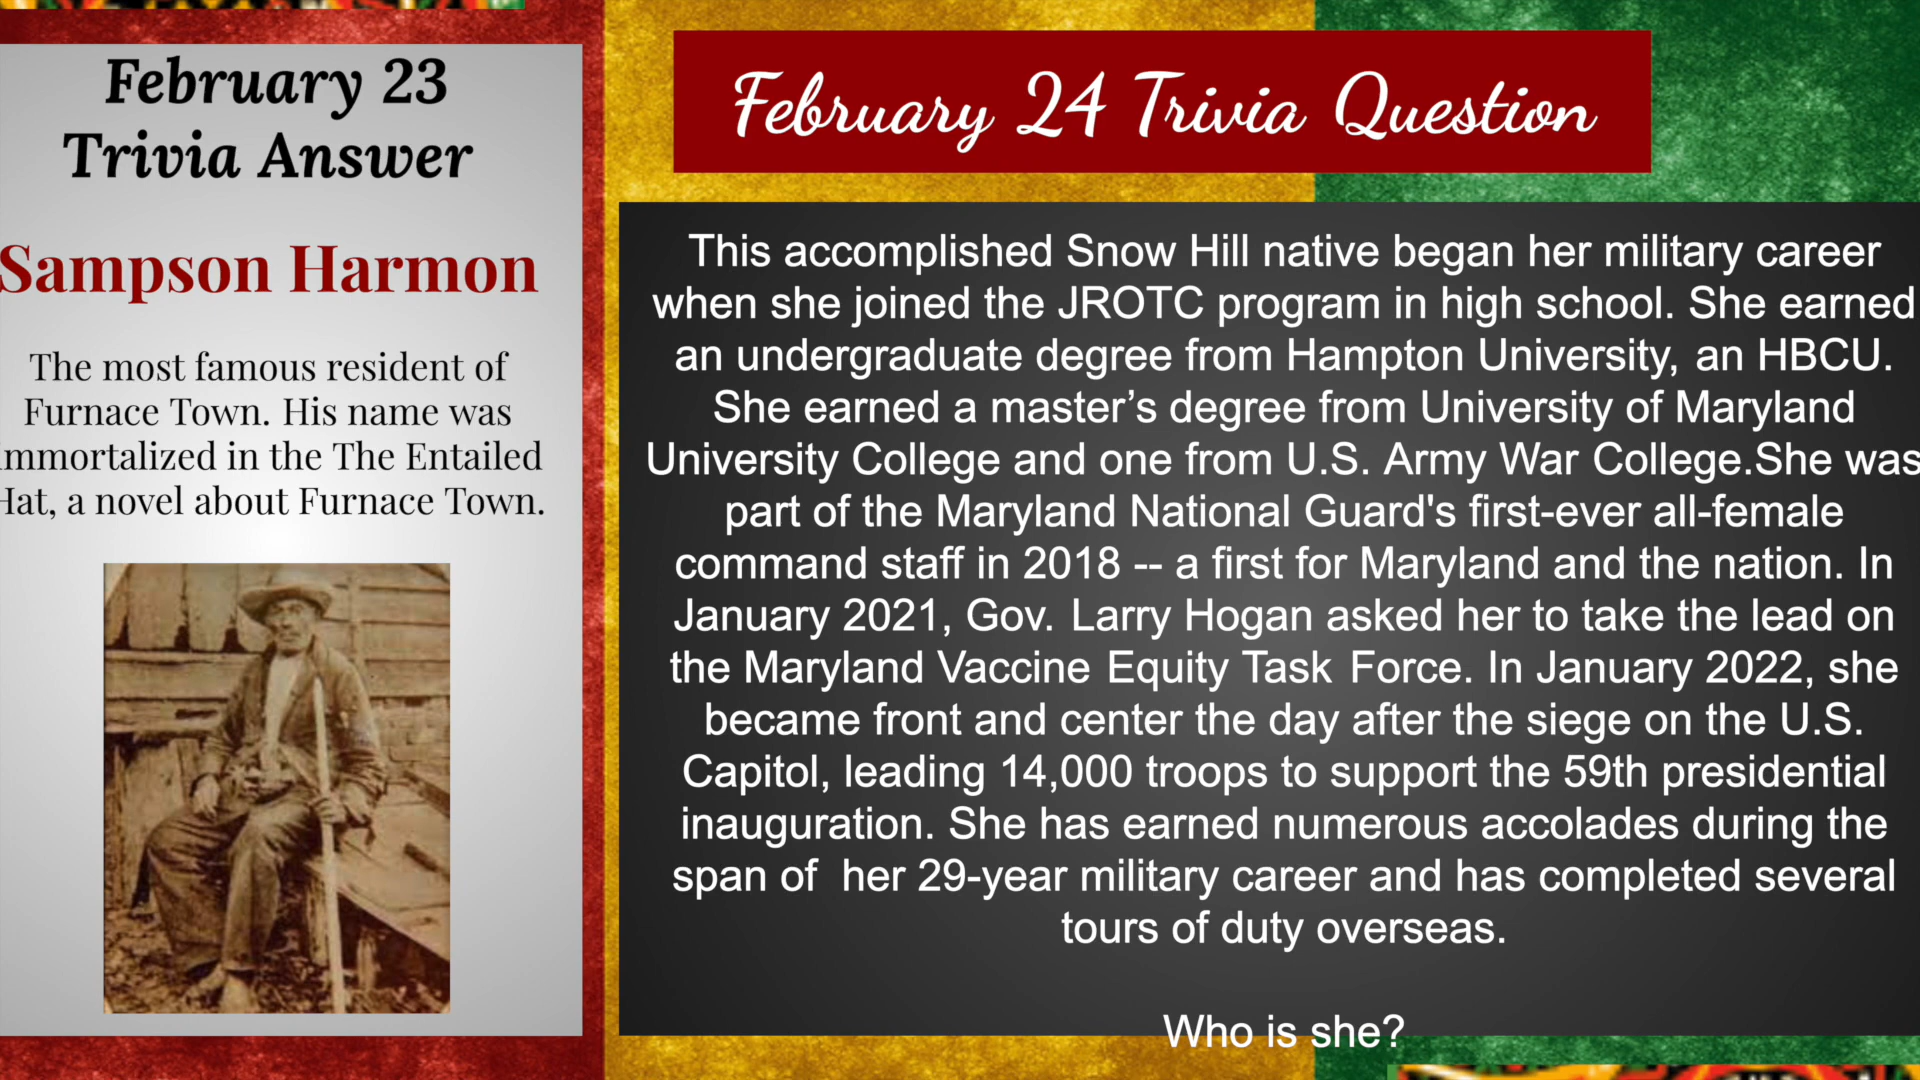 February 23
Trivia Answer
Sampson Harmon
The most famous resident of
Furnace Town. His name was
immortalized in the The Entailed
Hat, a novel about Furnace Town.
February 24 Trivia Question
This accomplished Snow Hill native began her military career
when she joined the JROTC program in high school. She earned
an undergraduate degree from Hampton University, an HBCU.
She earned a master’s degree from University of Maryland
University College and one from U.S. Army War College.She was
part of the Maryland National Guard's first-ever all-female
command staff in 2018 -- a first for Maryland and the nation. In
January 2021, Gov. Larry Hogan asked her to take the lead on
the Maryland Vaccine Equity Task Force. In January 2022, she
became front and center the day after the siege on the U.S.
Capitol, leading 14,000 troops to support the 59th presidential
inauguration. She has earned numerous accolades during the
span of  her 29-year military career and has completed several
tours of duty overseas.
Who is she?